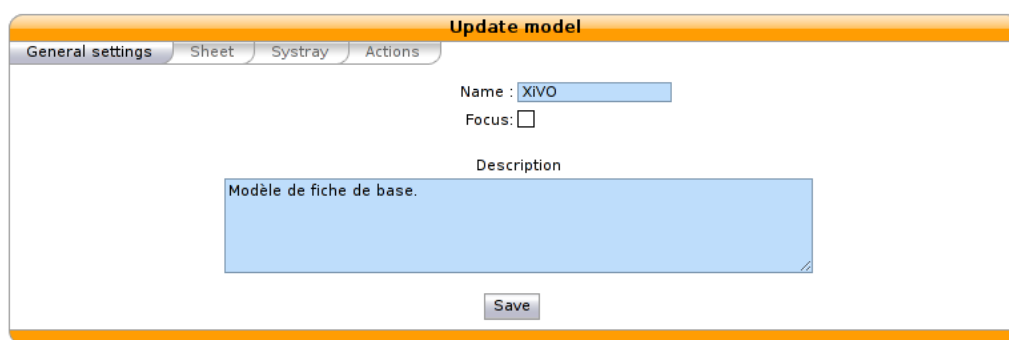 Update model
General settings Sheet Systray Actions
Name : XiVO
Focus:
Description
Modèle de fiche de base.
Save